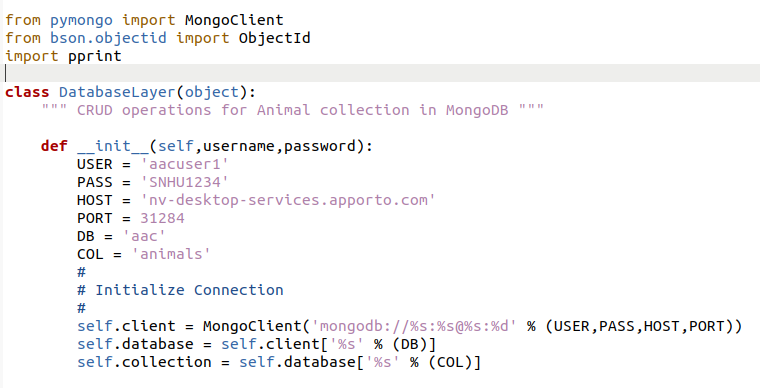 from pymongo import MongoClient
from bson.objectid import ObjectId
import pprint

class DatabaseLayer(object):
    """ CRUD operations for Animal collection in MongoDB """

    def __init__(self,username,password):
        USER = 'aacuser1'
        PASS = 'SNHU1234'
        HOST = 'nv-desktop-services.apporto.com'
        PORT = 31284
        DB = 'aac'
        COL = 'animals'
        #
        # Initialize Connection
        #
        self.client = MongoClient('mongodb://%s:%s@%s:%d' % (USER,PASS,HOST,PORT))
        self.database = self.client['%s' % (DB)]
        self.collection = self.database['%s' % (COL)]